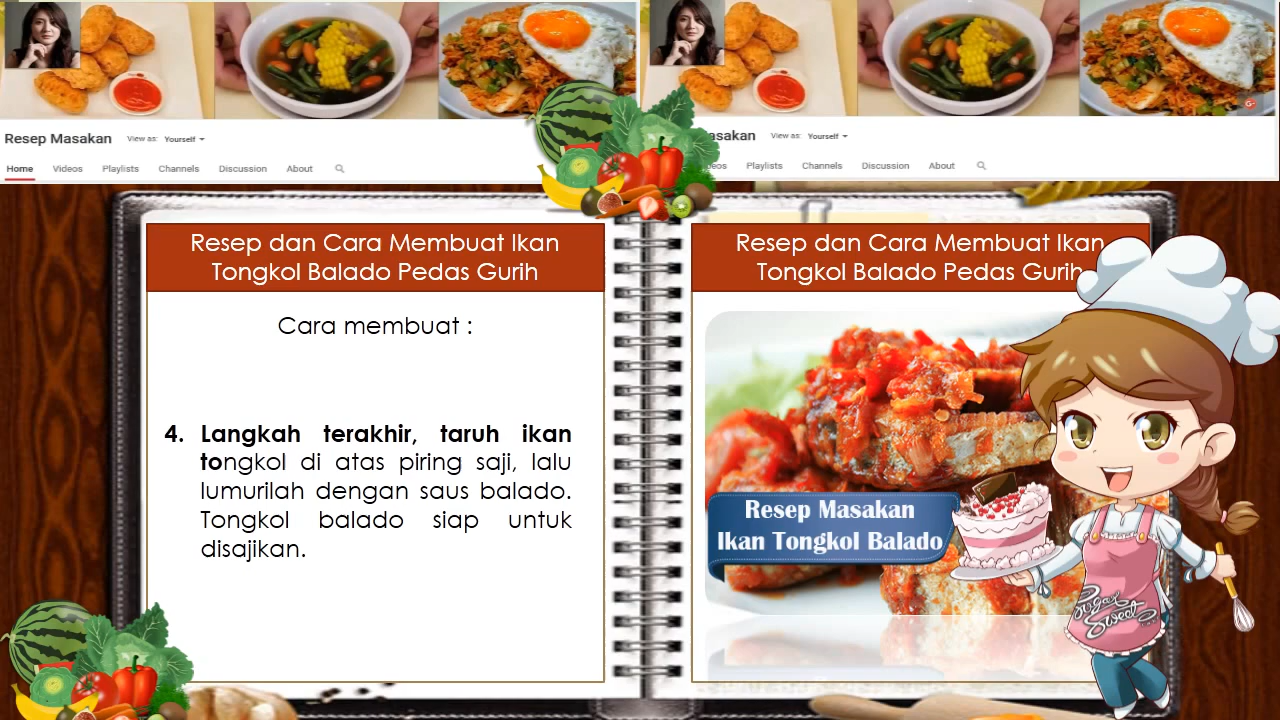 Resep Masakan View as: Yourself
Home Videos Playlists Channels Discussion About
asakan View as: Yourself
eos Playlists Channels Discussion About
Resep dan Cara Membuat Ikan
Tongkol Balado Pedas Gurih
Cara membuat :
4. Langkah terakhir, taruh ikan
tongkol di atas piring saji, lalu
lumurilah dengan saus balado.
Tongkol balado siap untuk
disajikan.
Resep dan Cara Membuat Ikan
Tongkol Balado Pedas Gurih
Resep Masakan
Ikan Tongkol Balado
Sugar
Sweet